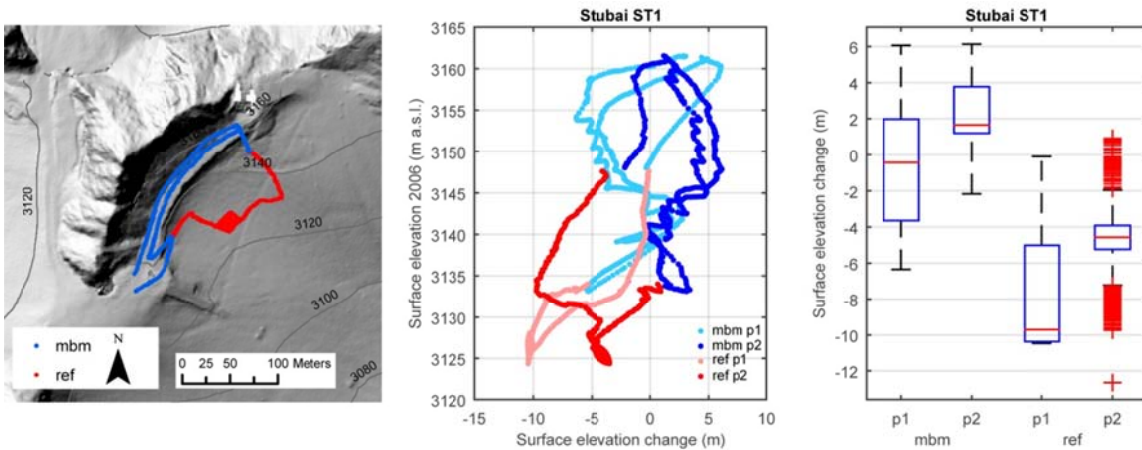 3160
3160
3140
3120
3120
3100
3080
mbm
ref
N
0 25 50 100 Meters
Stubai ST1
Surface elevation 2006 (m a.s.l.)
3165
3160
3155
3150
3145
3140
3135
3130
3125
3120
-15 -10 -5 0 5 10
Surface elevation change (m)
mbm p1
mbm p2
ref p1
ref p2
Stubai ST1
Surface elevation change (m)
6
4
2
0
-2
-4
-6
-8
-10
-12
p1 p2 p1 p2
mbm ref